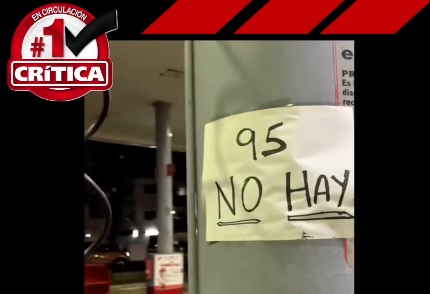 EN CIRCULACIÓN
#1
CRÍTICA
95
NO HAY